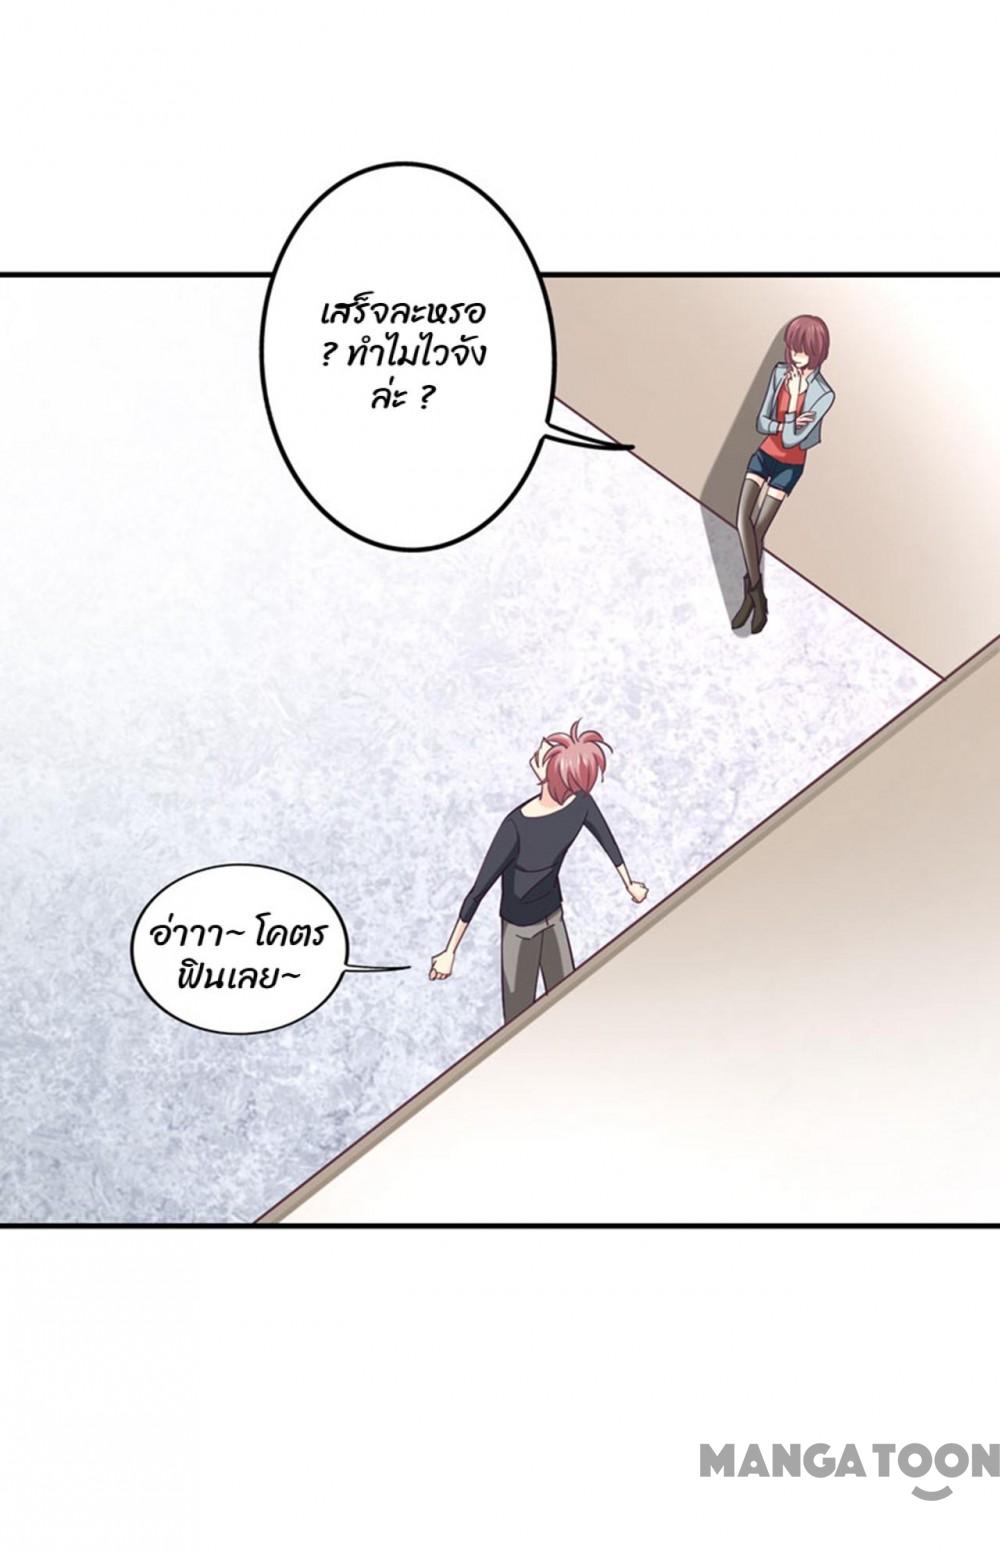 เสร็จละหรอ
? ทำไมไวจัง
ล่ะ ?
อ่าาา~ โคตร
ฟินเลย~
MANGATOON